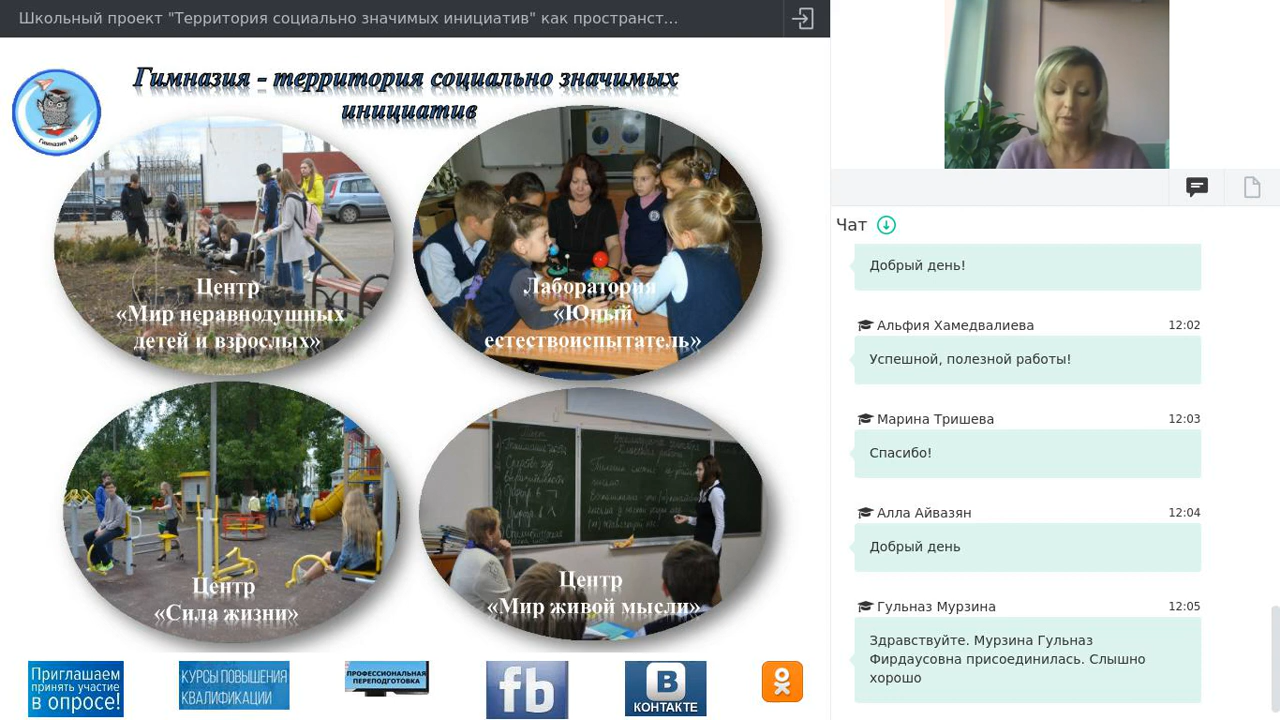 Школьный проект "Территория социально значимых инициатив" как пространст...
Гимназия - территория социально значимых
инициатив
Гимназия №2
Центр
«Мир неравнодушных
детей и взрослых»
Лаборатория
«Юный
естествоиспытатель»
Центр
«Сила жизни»
Центр
«Мир живой мысли»
Приглашаем
принять участие
в опросе!
КУРСЫ ПОВЫШЕНИЯ
КВАЛИФИКАЦИИ
ПРОФЕССИОНАЛЬНАЯ
ПЕРЕПОДГОТОВКА
fb
В
КОНТАКТЕ
Чат
Добрый день!
Альфия Хамедвалиева 12:02
Успешной, полезной работы!
Марина Тришева 12:03
Спасибо!
Алла Айвазян 12:04
Добрый день
Гульназ Мурзина 12:05
Здравствуйте. Мурзина Гульназ
Фирдаусовна присоединилась. Слышно
хорошо